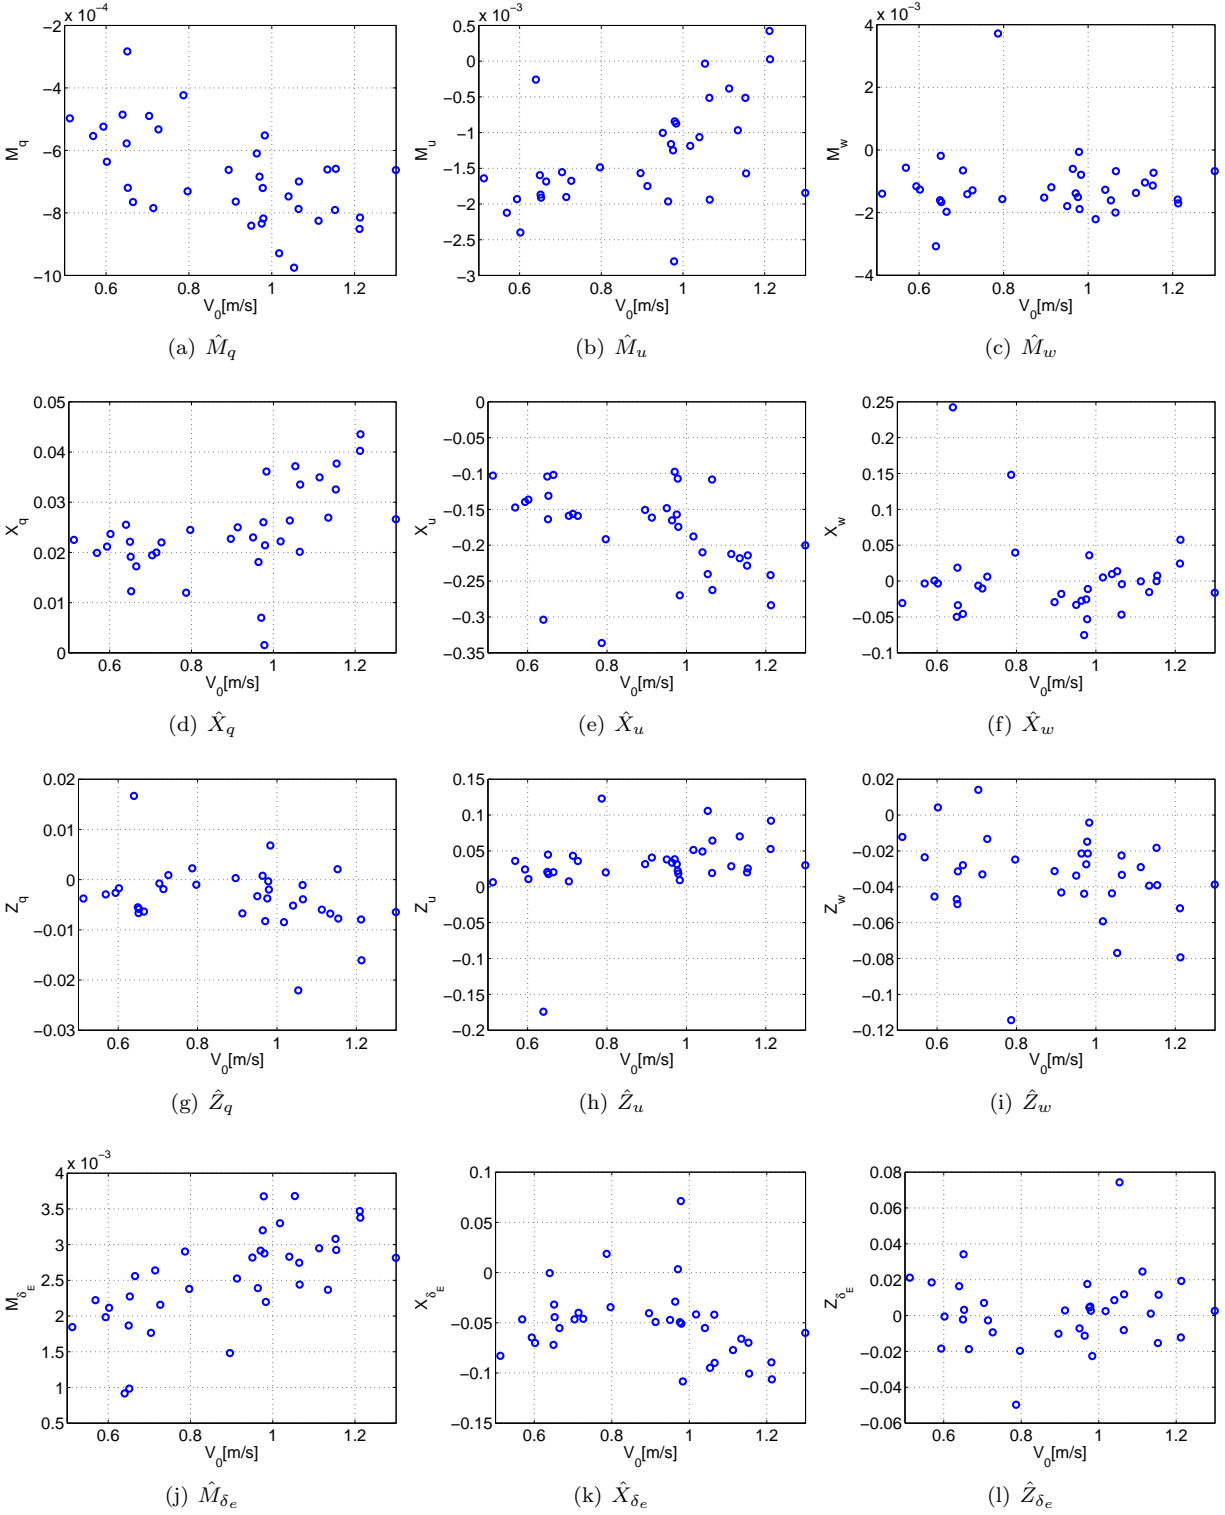 x 10⁻⁴
−2
−4
−6
−8
−10
M_q
0.6 0.8 1 1.2
V_0[m/s]
(a) M̂_q
x 10⁻³
0.5
0
−0.5
−1
−1.5
−2
−2.5
−3
M_u
0.6 0.8 1 1.2
V_0[m/s]
(b) M̂_u
x 10⁻³
4
2
0
−2
−4
M_w
0.6 0.8 1 1.2
V_0[m/s]
(c) M̂_w
0.05
0.04
0.03
0.02
0.01
0
X_q
0.6 0.8 1 1.2
V_0[m/s]
(d) X̂_q
0
−0.05
−0.1
−0.15
−0.2
−0.25
−0.3
−0.35
X_u
0.6 0.8 1 1.2
V_0[m/s]
(e) X̂_u
0.25
0.2
0.15
0.1
0.05
0
−0.05
−0.1
X_w
0.6 0.8 1 1.2
V_0[m/s]
(f) X̂_w
0.02
0.01
0
−0.01
−0.02
−0.03
Z_q
0.6 0.8 1 1.2
V_0[m/s]
(g) Ẑ_q
0.15
0.1
0.05
0
−0.05
−0.1
−0.15
−0.2
Z_u
0.6 0.8 1 1.2
V_0[m/s]
(h) Ẑ_u
0.02
0
−0.02
−0.04
−0.06
−0.08
−0.1
−0.12
Z_w
0.6 0.8 1 1.2
V_0[m/s]
(i) Ẑ_w
x 10⁻³
4
3.5
3
2.5
2
1.5
1
0.5
M_δ_E
0.6 0.8 1 1.2
V_0[m/s]
(j) M̂_δ_e
0.1
0.05
0
−0.05
−0.1
−0.15
X_δ_E
0.6 0.8 1 1.2
V_0[m/s]
(k) X̂_δ_e
0.08
0.06
0.04
0.02
0
−0.02
−0.04
−0.06
Z_δ_E
0.6 0.8 1 1.2
V_0[m/s]
(l) Ẑ_δ_e